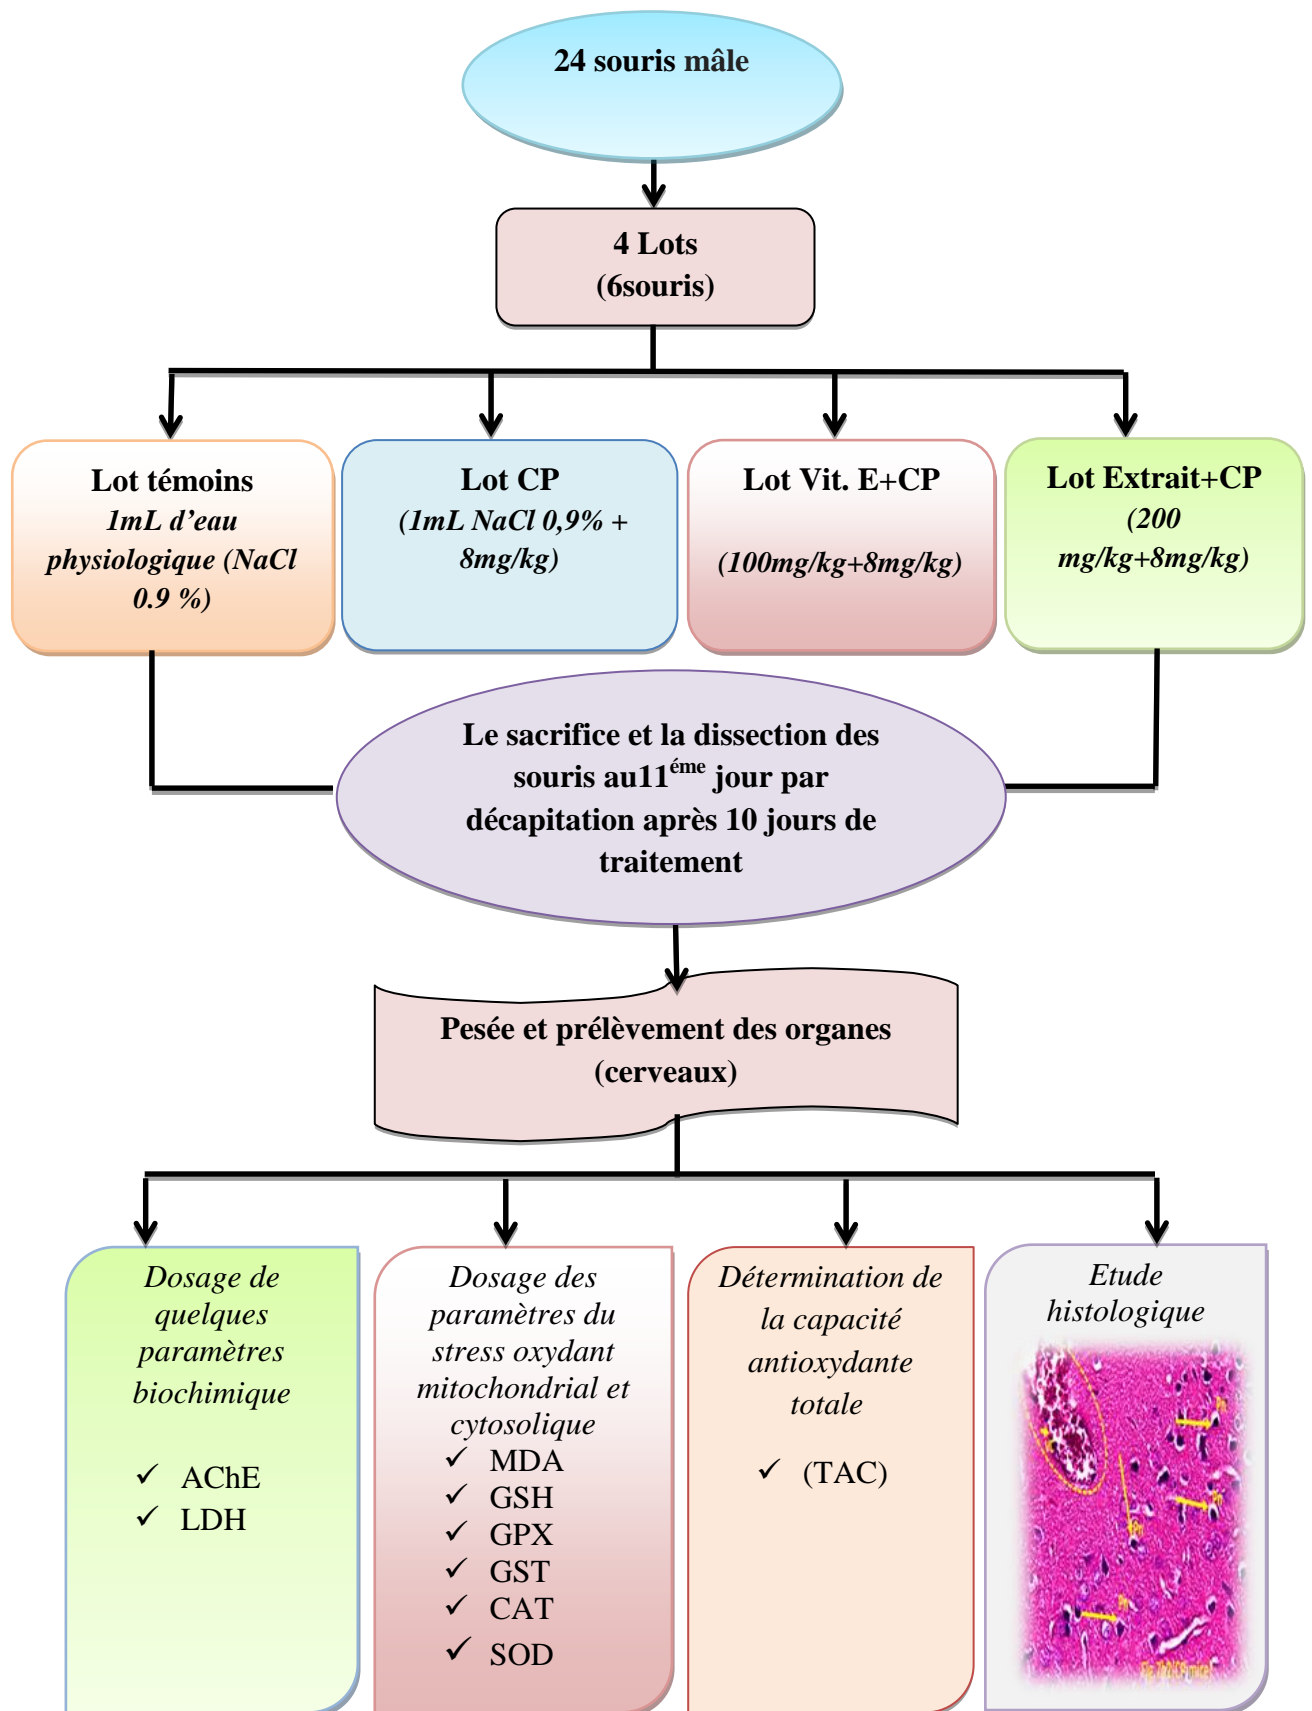 24 souris mâle
4 Lots
(6souris)
Lot témoins
1mL d’eau
physiologique (NaCl
0.9 %)
Lot CP
(1mL NaCl 0,9% +
8mg/kg)
Lot Vit. E+CP
(100mg/kg+8mg/kg)
Lot Extrait+CP
(200
mg/kg+8mg/kg)
Le sacrifice et la dissection des
souris au11éme jour par
décapitation après 10 jours de
traitement
Pesée et prélèvement des organes
(cerveaux)
Dosage de
quelques
paramètres
biochimique
✓ AChE
✓ LDH
Dosage des
paramètres du
stress oxydant
mitochondrial et
cytosolique
✓ MDA
✓ GSH
✓ GPX
✓ GST
✓ CAT
✓ SOD
Détermination de
la capacité
antioxydante
totale
✓ (TAC)
Etude
histologique
Pn
Pn
Pn
Pn